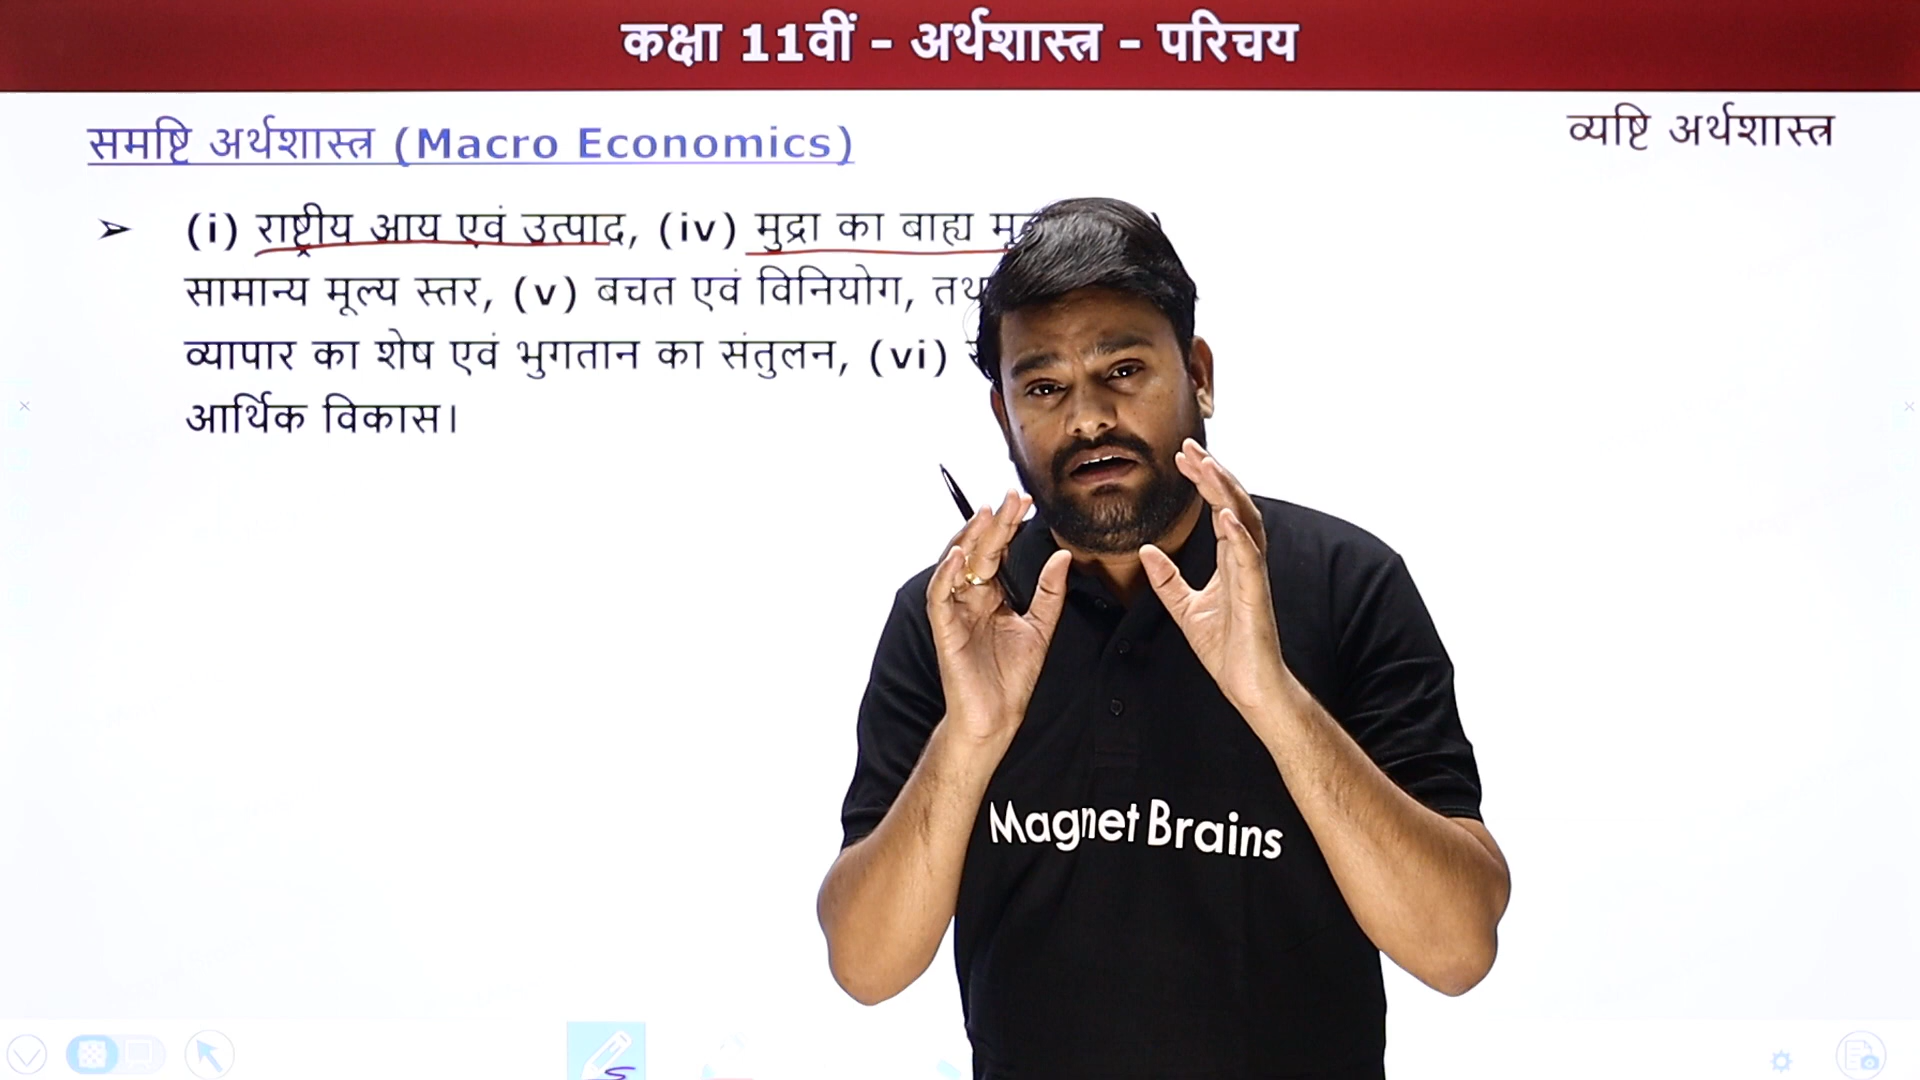 कक्षा 11वीं - अर्थशास्त्र - परिचय
समष्टि अर्थशास्त्र (Macro Economics)
व्यष्टि अर्थशास्त्र
➢ (i) राष्ट्रीय आय एवं उत्पाद, (iv) मुद्रा का बाह्य
सामान्य मूल्य स्तर, (v) बचत एवं विनियोग,
व्यापार का शेष एवं भुगतान का संतुलन, (vi)
आर्थिक विकास।
Magnet Brains